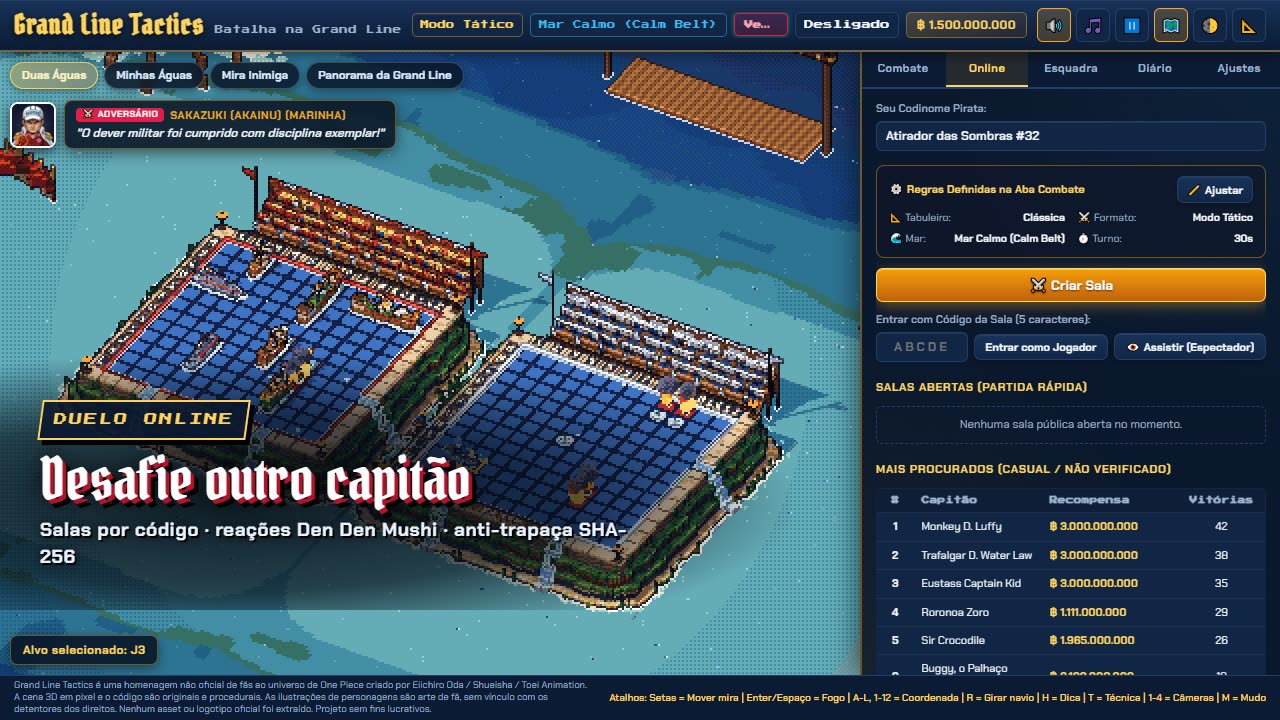 Grand Line Tactics Batalha na Grand Line Modo Tático Mar Calmo (Calm Belt) Ve... Desligado ฿ 1.500.000.000
Duas Águas Minhas Águas Mira Inimiga Panorama da Grand Line
ADVERSÁRIO SAKAZUKI (AKAINU) (MARINHA)
"O dever militar foi cumprido com disciplina exemplar!"
DUELO ONLINE
Desafie outro capitão
Salas por código · reações Den Den Mushi · anti-trapaça SHA-
256
Alvo selecionado: J3
Combate Online Esquadra Diário Ajustes
Seu Codinome Pirata:
Atirador das Sombras #32
Regras Definidas na Aba Combate Ajustar
Tabuleiro: Clássica Formato: Modo Tático
Mar: Mar Calmo (Calm Belt) Turno: 30s
Criar Sala
Entrar com Código da Sala (5 caracteres):
ABCDE Entrar como Jogador Assistir (Espectador)
SALAS ABERTAS (PARTIDA RÁPIDA)
Nenhuma sala pública aberta no momento.
MAIS PROCURADOS (CASUAL / NÃO VERIFICADO)
# Capitão Recompensa Vitórias
1 Monkey D. Luffy ฿ 3.000.000.000 42
2 Trafalgar D. Water Law ฿ 3.000.000.000 38
3 Eustass Captain Kid ฿ 3.000.000.000 35
4 Roronoa Zoro ฿ 1.111.000.000 29
5 Sir Crocodile ฿ 1.965.000.000 26
Buggy, o Palhaço
Grand Line Tactics é uma homenagem não oficial de fãs ao universo de One Piece criado por Eiichiro Oda / Shueisha / Toei Animation.
A cena 3D em pixel e o código são originais e procedurais. As ilustrações de personagens são arte de fã, sem vínculo com os
detentores dos direitos. Nenhum asset ou logotipo oficial foi extraído. Projeto sem fins lucrativos.
Atalhos: Setas = Mover mira | Enter/Espaço = Fogo | A-L, 1-12 = Coordenada | R = Girar navio | H = Dica | T = Técnica | 1-4 = Câmeras | M = Mudo